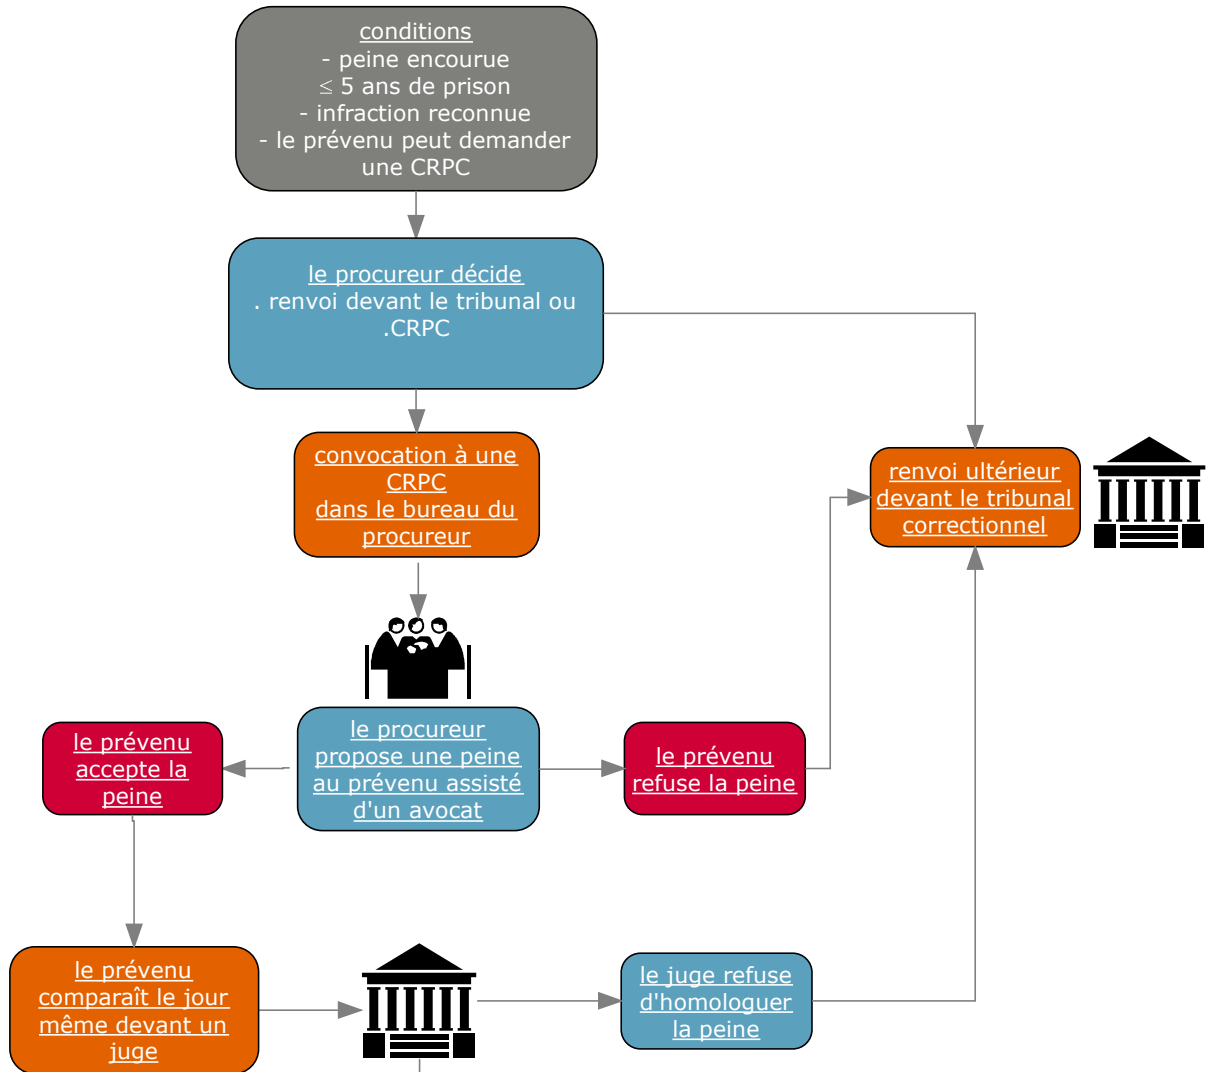 conditions
- peine encourue
≤ 5 ans de prison
- infraction reconnue
- le prévenu peut demander
une CRPC
le procureur décide
. renvoi devant le tribunal ou
.CRPC
convocation à une
CRPC
dans le bureau du
procureur
renvoi ultérieur
devant le tribunal
correctionnel
le prévenu
accepte la
peine
le procureur
propose une peine
au prévenu assisté
d'un avocat
le prévenu
refuse la peine
le prévenu
comparaît le jour
même devant un
juge
le juge refuse
d'homologuer
la peine